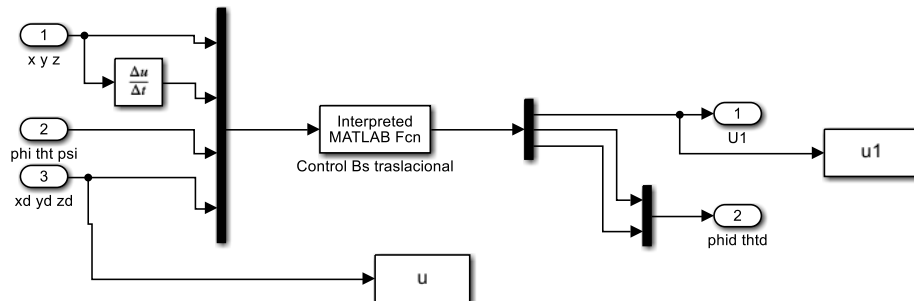 1
x y z
Δu
Δt
2
phi tht psi
3
xd yd zd
Interpreted
MATLAB Fcn
Control Bs traslacional
1
U1
u1
2
phid thtd
u